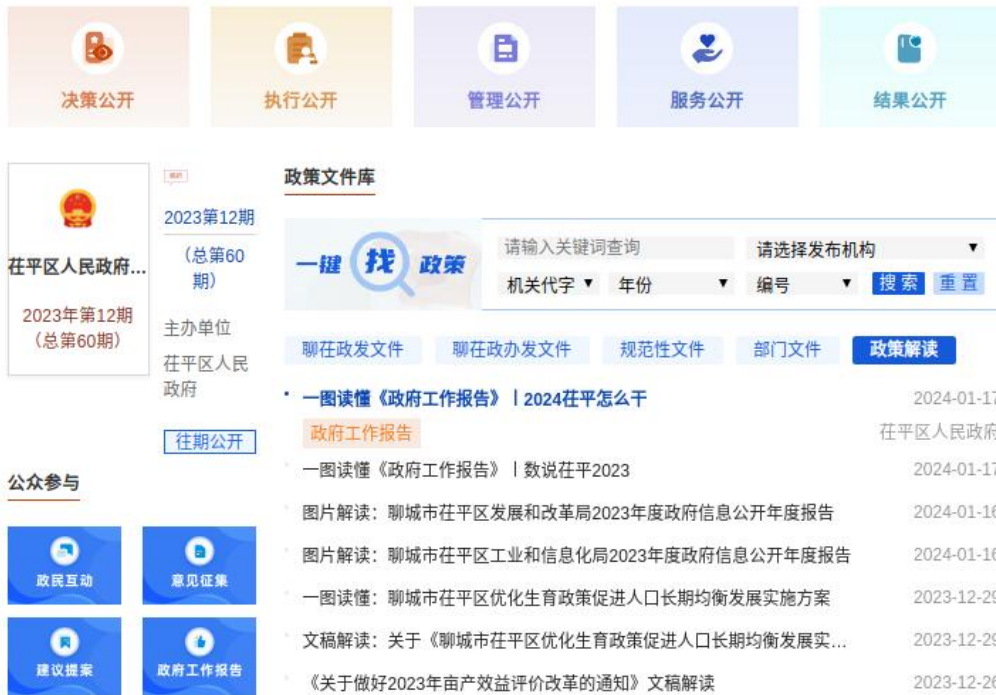 决策公开
执行公开
管理公开
服务公开
结果公开
茌平区人民政府...
2023年第12期
（总第60期）
2023第12期
（总第60
期）
主办单位
茌平区人民
政府
往期公开
公众参与
政民互动
意见征集
建议提案
政府工作报告
政策文件库
一键 找 政策
请输入关键词查询
请选择发布机构
机关代字
年份
编号
搜索
重置
聊茌政发文件
聊茌政办发文件
规范性文件
部门文件
政策解读
一图读懂《政府工作报告》丨2024茌平怎么干 2024-01-17
政府工作报告 茌平区人民政府
一图读懂《政府工作报告》丨数说茌平2023 2024-01-17
图片解读：聊城市茌平区发展和改革局2023年度政府信息公开年度报告 2024-01-16
图片解读：聊城市茌平区工业和信息化局2023年度政府信息公开年度报告 2024-01-16
一图读懂：聊城市茌平区优化生育政策促进人口长期均衡发展实施方案 2023-12-29
文稿解读：关于《聊城市茌平区优化生育政策促进人口长期均衡发展实... 2023-12-29
《关于做好2023年亩产效益评价改革的通知》文稿解读 2023-12-26